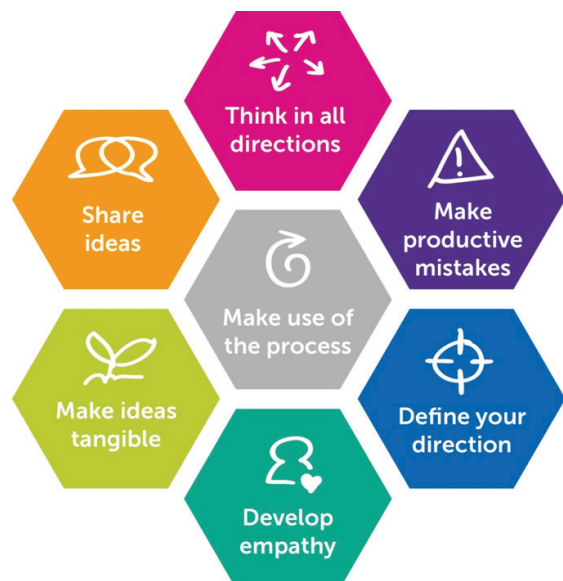 Think in all
directions
Share
ideas
Make
productive
mistakes
Make use of
the process
Make ideas
tangible
Define your
direction
Develop
empathy